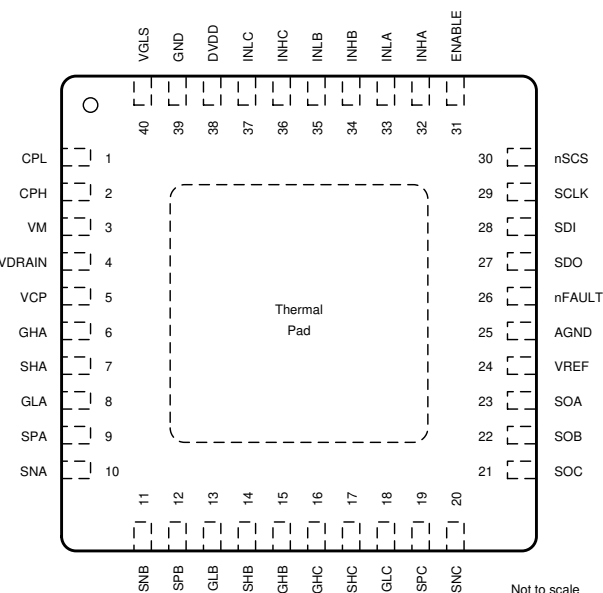 VGLS
GND
DVDD
INLC
INHC
INLB
INHB
INLA
INHA
ENABLE
40
39
38
37
36
35
34
33
32
31
CPL 1
CPH 2
VM 3
VDRAIN 4
VCP 5
GHA 6
SHA 7
GLA 8
SPA 9
SNA 10
Thermal
Pad
30 nSCS
29 SCLK
28 SDI
27 SDO
26 nFAULT
25 AGND
24 VREF
23 SOA
22 SOB
21 SOC
11
12
13
14
15
16
17
18
19
20
SNB
SPB
GLB
SHB
GHB
GHC
SHC
GLC
SPC
SNC
Not to scale